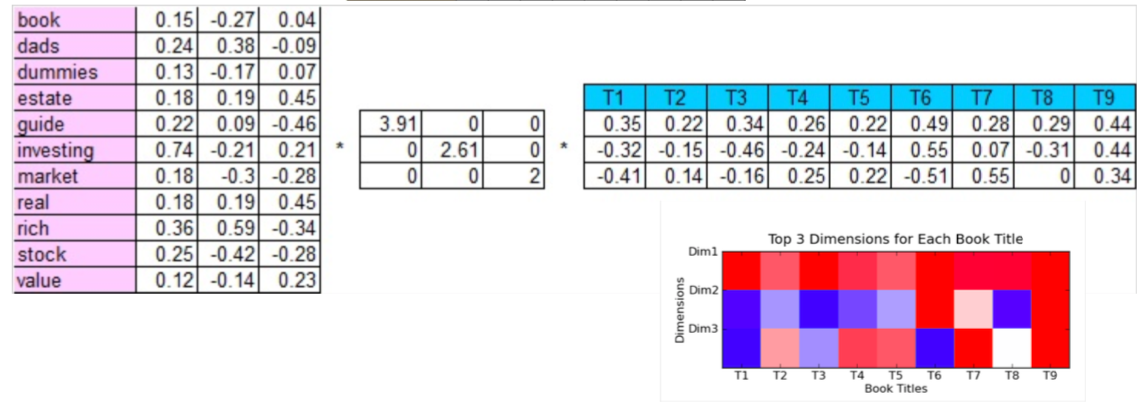 book 0.15 -0.27 0.04
dads 0.24 0.38 -0.09
dummies 0.13 -0.17 0.07
estate 0.18 0.19 0.45
guide 0.22 0.09 -0.46
investing 0.74 -0.21 0.21
market 0.18 -0.3 -0.28
real 0.18 0.19 0.45
rich 0.36 0.59 -0.34
stock 0.25 -0.42 -0.28
value 0.12 -0.14 0.23
*
3.91 0 0
0 2.61 0
0 0 2
*
T1 T2 T3 T4 T5 T6 T7 T8 T9
0.35 0.22 0.34 0.26 0.22 0.49 0.28 0.29 0.44
-0.32 -0.15 -0.46 -0.24 -0.14 0.55 0.07 -0.31 0.44
-0.41 0.14 -0.16 0.25 0.22 -0.51 0.55 0 0.34
Top 3 Dimensions for Each Book Title
Dim1
Dim2
Dim3
Dimensions
T1 T2 T3 T4 T5 T6 T7 T8 T9
Book Titles